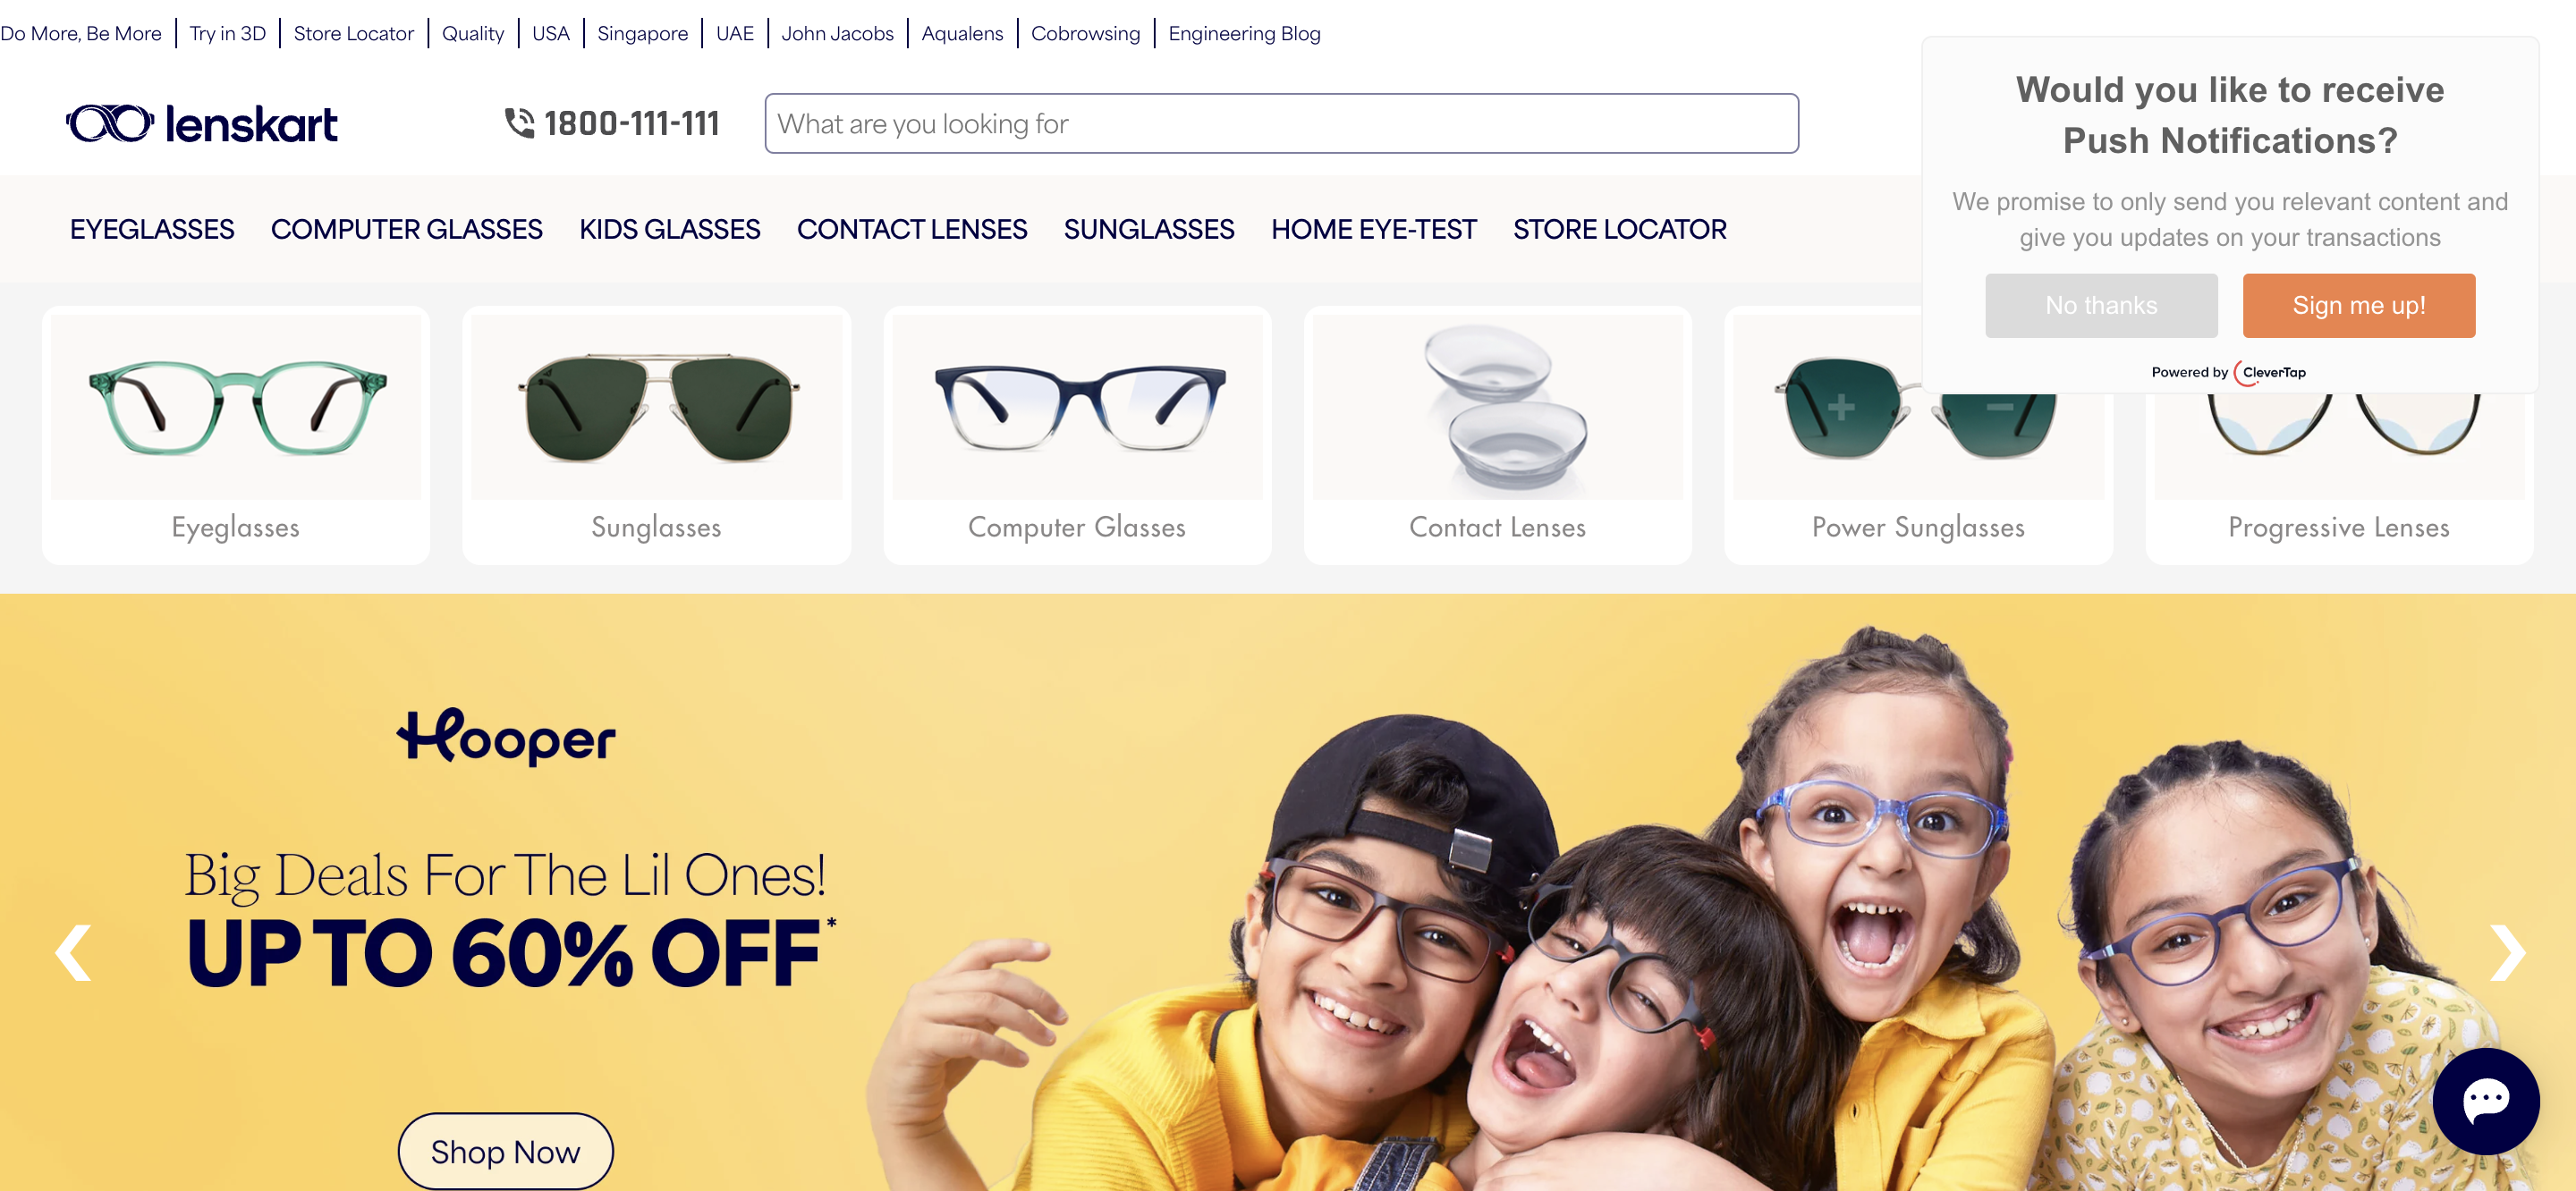 Do More, Be More | Try in 3D | Store Locator | Quality | USA | Singapore | UAE | John Jacobs | Aqualens | Cobrowsing | Engineering Blog
lenskart
1800-111-111
What are you looking for
Would you like to receive
Push Notifications?
We promise to only send you relevant content and
give you updates on your transactions
No thanks
Sign me up!
Powered by CleverTap
EYEGLASSES COMPUTER GLASSES KIDS GLASSES CONTACT LENSES SUNGLASSES HOME EYE-TEST STORE LOCATOR
Eyeglasses
Sunglasses
Computer Glasses
Contact Lenses
Power Sunglasses
Progressive Lenses
Hooper
Big Deals For The Lil Ones!
UP TO 60% OFF*
Shop Now